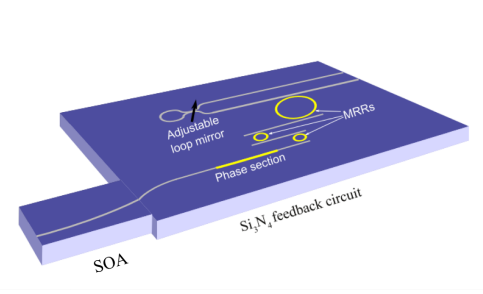 Adjustable
loop mirror
MRRs
Phase section
Si₃N₄ feedback circuit
SOA